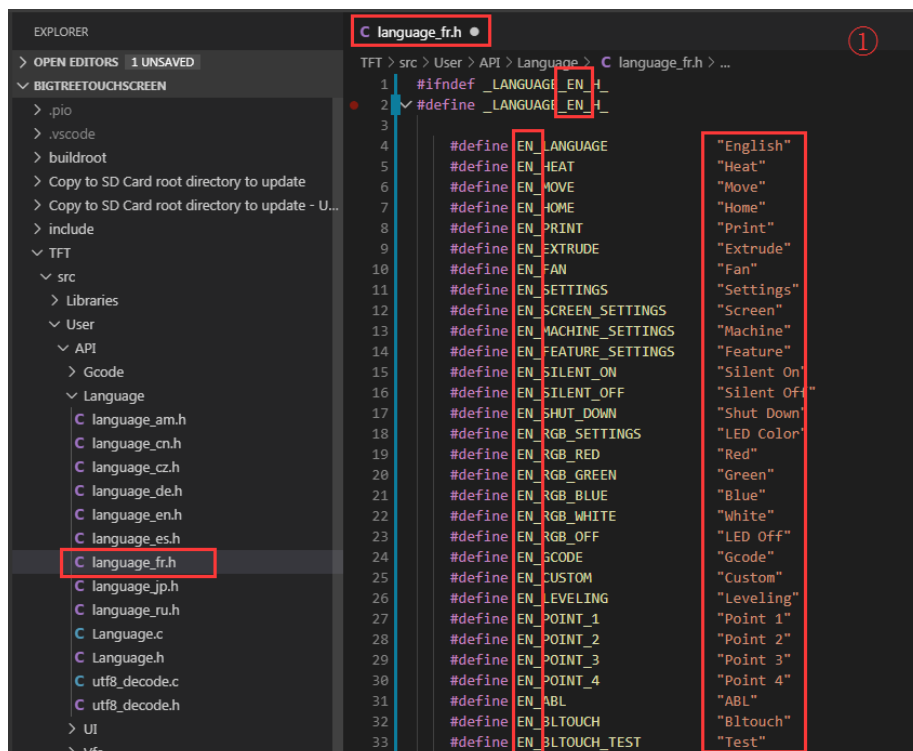 EXPLORER
OPEN EDITORS 1 UNSAVED
BIGTREETOUCHSCREEN
.pio
.vscode
buildroot
Copy to SD Card root directory to update
Copy to SD Card root directory to update - U...
include
TFT
src
Libraries
User
API
Gcode
Language
C language_am.h
C language_cn.h
C language_cz.h
C language_de.h
C language_en.h
C language_es.h
C language_fr.h
C language_jp.h
C language_ru.h
C Language.c
C Language.h
C utf8_decode.c
C utf8_decode.h
UI
C language_fr.h ●
①
TFT > src > User > API > Language > C language_fr.h > ...
1 #ifndef _LANGUAGE_EN_H_
2 #define _LANGUAGE_EN_H_
3
4 #define EN_LANGUAGE "English"
5 #define EN_HEAT "Heat"
6 #define EN_MOVE "Move"
7 #define EN_HOME "Home"
8 #define EN_PRINT "Print"
9 #define EN_EXTRUDE "Extrude"
10 #define EN_FAN "Fan"
11 #define EN_SETTINGS "Settings"
12 #define EN_SCREEN_SETTINGS "Screen"
13 #define EN_MACHINE_SETTINGS "Machine"
14 #define EN_FEATURE_SETTINGS "Feature"
15 #define EN_SILENT_ON "Silent On"
16 #define EN_SILENT_OFF "Silent Off"
17 #define EN_SHUT_DOWN "Shut Down"
18 #define EN_RGB_SETTINGS "LED Color"
19 #define EN_RGB_RED "Red"
20 #define EN_RGB_GREEN "Green"
21 #define EN_RGB_BLUE "Blue"
22 #define EN_RGB_WHITE "White"
23 #define EN_RGB_OFF "LED Off"
24 #define EN_GCODE "Gcode"
25 #define EN_CUSTOM "Custom"
26 #define EN_LEVELING "Leveling"
27 #define EN_POINT_1 "Point 1"
28 #define EN_POINT_2 "Point 2"
29 #define EN_POINT_3 "Point 3"
30 #define EN_POINT_4 "Point 4"
31 #define EN_ABL "ABL"
32 #define EN_BLTOUCH "Bltouch"
33 #define EN_BLTOUCH_TEST "Test"